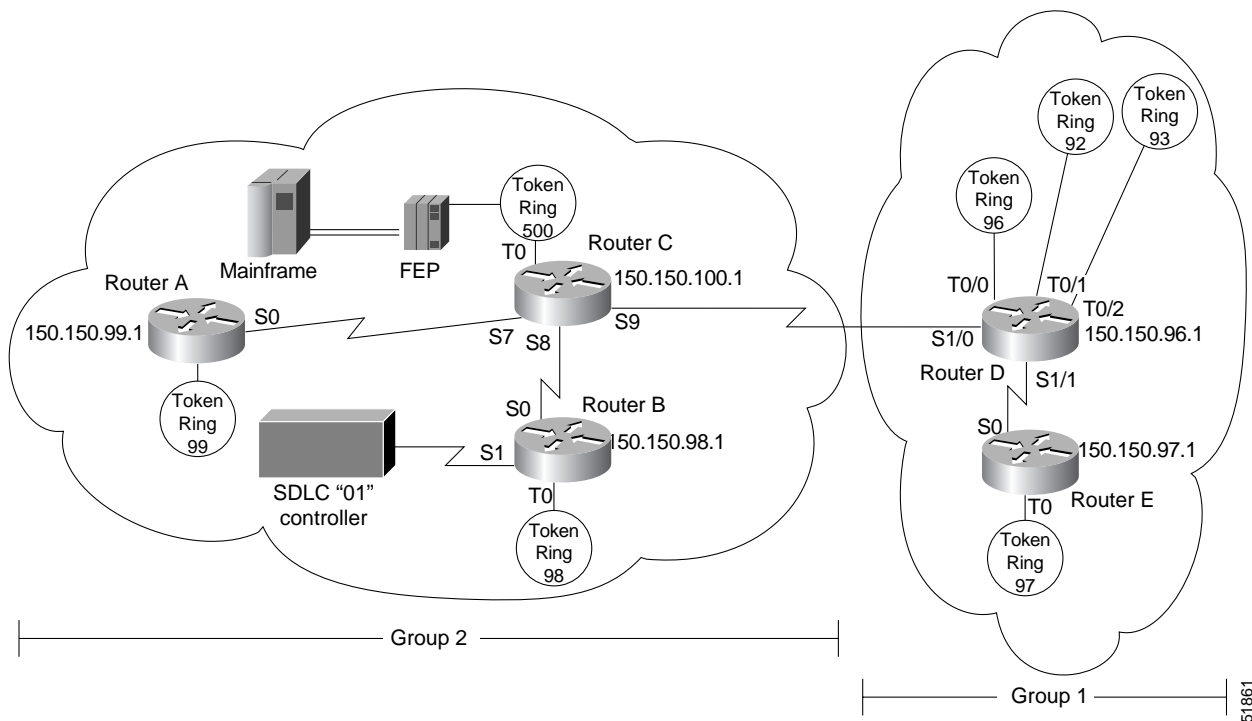 Token
Ring
92
Token
Ring
93
Token
Ring
96
Token
Ring
500
T0
Router C
150.150.100.1
Mainframe
FEP
Router A
150.150.99.1
S0
S7
S8
S9
Token
Ring
99
T0/0
T0/1
T0/2
150.150.96.1
S1/0
Router D
S1/1
S0
Router B
150.150.98.1
S1
T0
SDLC "01"
controller
Token
Ring
98
S0
150.150.97.1
Router E
T0
Token
Ring
97
Group 2
Group 1
51861